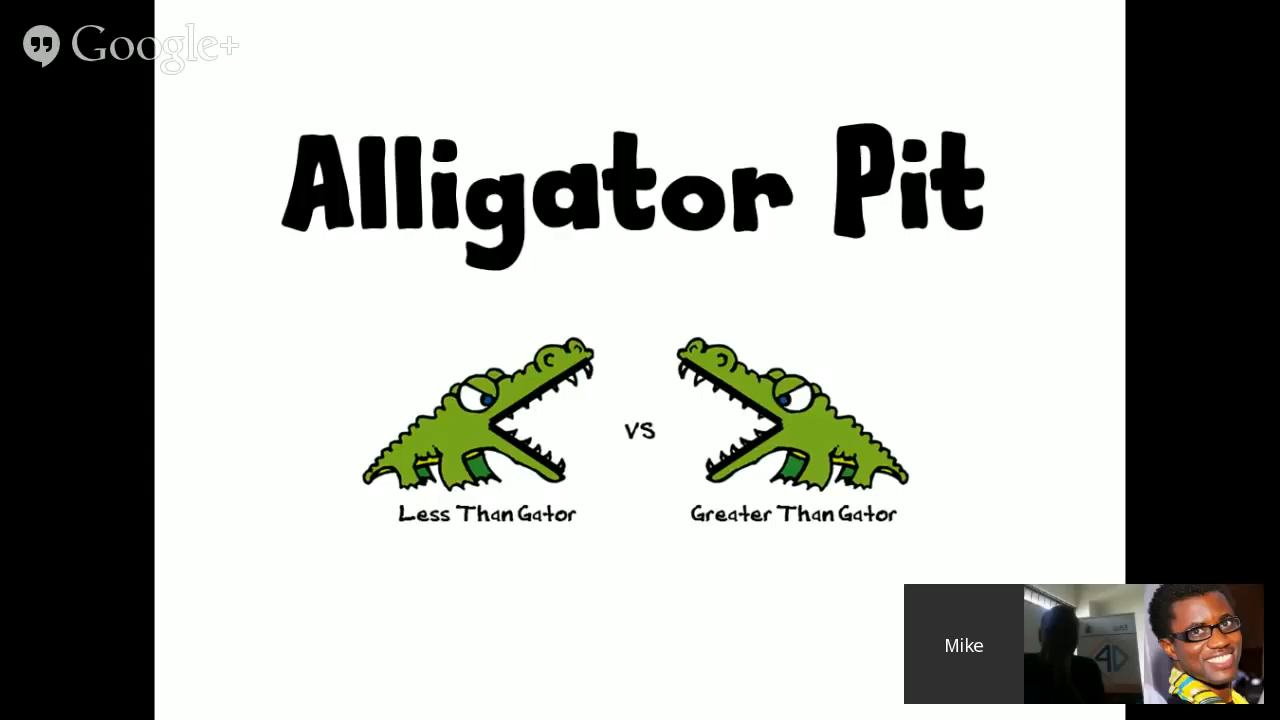 Google+
Alligator Pit
vs
Less Than Gator
Greater Than Gator
Mike